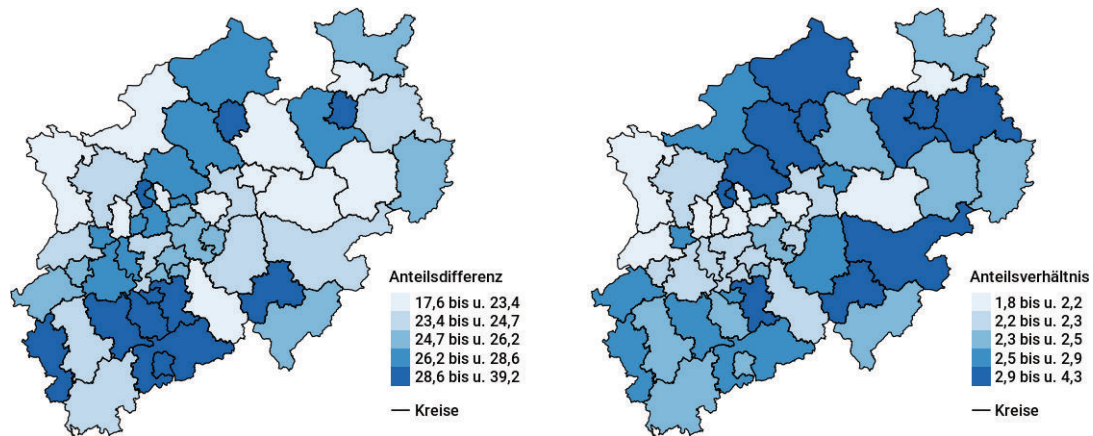 Anteilsdifferenz
17,6 bis u. 23,4
23,4 bis u. 24,7
24,7 bis u. 26,2
26,2 bis u. 28,6
28,6 bis u. 39,2
Kreise
Anteilsverhältnis
1,8 bis u. 2,2
2,2 bis u. 2,3
2,3 bis u. 2,5
2,5 bis u. 2,9
2,9 bis u. 4,3
Kreise